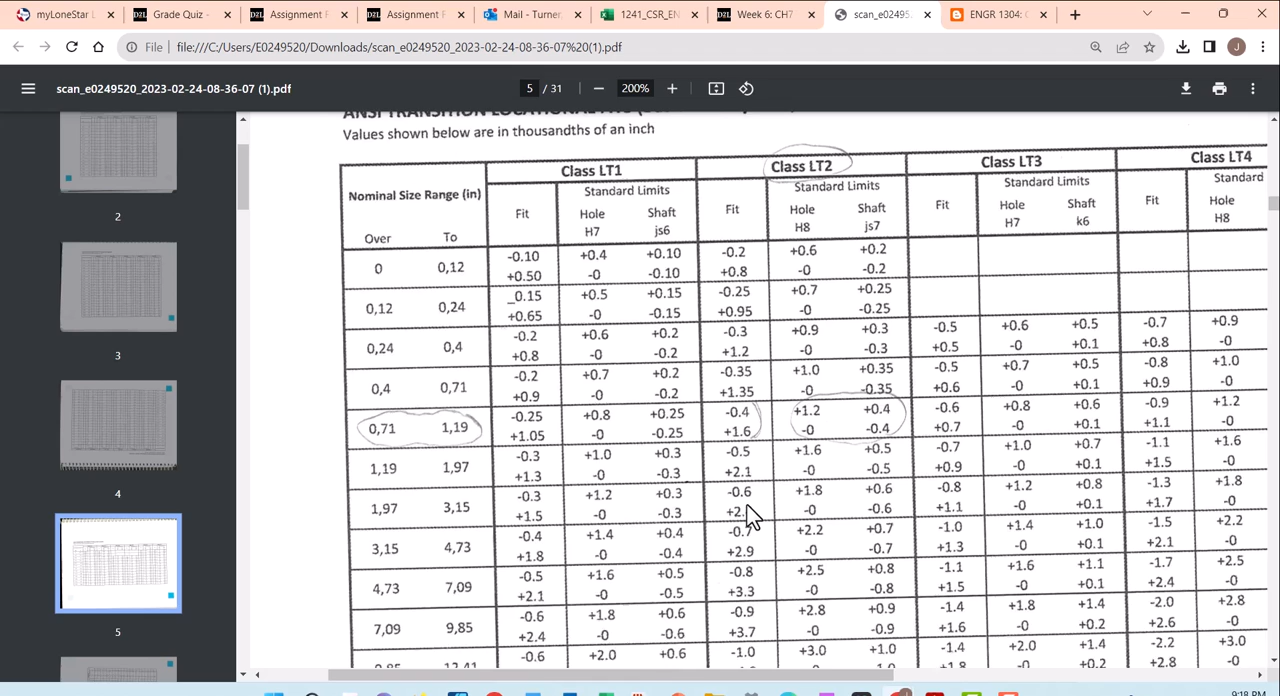 myLoneStar
Grade Quiz -
Assignment F
Assignment F
Mail - Turner,
1241_CSR_EN
Week 6: CH7
scan_e02495
ENGR 1304: C
File file:///C:/Users/E0249520/Downloads/scan_e0249520_2023-02-24-08-36-07%20(1).pdf J
scan_e0249520_2023-02-24-08-36-07 (1).pdf 5 / 31 200%
2
3
4
5
Values shown below are in thousandths of an inch
Nominal Size Range (in) Class LT1 Class LT2 Class LT3 Class LT4
Fit Standard Limits Fit Standard Limits Fit Standard Limits Fit Standard
Hole Shaft Hole Shaft Hole Shaft Hole
Over To H7 js6 H8 js7 H7 k6 H8
0 0,12 -0.10 +0.4 +0.10 -0.2 +0.6 +0.2
+0.50 -0 -0.10 +0.8 -0 -0.2
0,12 0,24 _0.15 +0.5 +0.15 -0.25 +0.7 +0.25
+0.65 -0 -0.15 +0.95 -0 -0.25
0,24 0,4 -0.2 +0.6 +0.2 -0.3 +0.9 +0.3 -0.5 +0.6 +0.5 -0.7 +0.9
+0.8 -0 -0.2 +1.2 -0 -0.3 +0.5 -0 +0.1 +0.8 -0
0,4 0,71 -0.2 +0.7 +0.2 -0.35 +1.0 +0.35 -0.5 +0.7 +0.5 -0.8 +1.0
+0.9 -0 -0.2 +1.35 -0 -0.35 +0.6 -0 +0.1 +0.9 -0
0,71 1,19 -0.25 +0.8 +0.25 -0.4 +1.2 +0.4 -0.6 +0.8 +0.6 -0.9 +1.2
+1.05 -0 -0.25 +1.6 -0 -0.4 +0.7 -0 +0.1 +1.1 -0
1,19 1,97 -0.3 +1.0 +0.3 -0.5 +1.6 +0.5 -0.7 +1.0 +0.7 -1.1 +1.6
+1.3 -0 -0.3 +2.1 -0 -0.5 +0.9 -0 +0.1 +1.5 -0
1,97 3,15 -0.3 +1.2 +0.3 -0.6 +1.8 +0.6 -0.8 +1.2 +0.8 -1.3 +1.8
+1.5 -0 -0.3 -0 -0.6 +1.1 -0 +0.1 +1.7 -0
3,15 4,73 -0.4 +1.4 +0.4 -0.7 +2.2 +0.7 -1.0 +1.4 +1.0 -1.5 +2.2
+1.8 -0 -0.4 +2.9 -0 -0.7 +1.3 -0 +0.1 +2.1 -0
4,73 7,09 -0.5 +1.6 +0.5 -0.8 +2.5 +0.8 -1.1 +1.6 +1.1 -1.7 +2.5
+2.1 -0 -0.5 +3.3 -0 -0.8 +1.5 -0 +0.1 +2.4 -0
7,09 9,85 -0.6 +1.8 +0.6 -0.9 +2.8 +0.9 -1.4 +1.8 +1.4 -2.0 +2.8
+2.4 -0 -0.6 +3.7 -0 -0.9 +1.6 -0 +0.2 +2.6 -0
-0.6 +2.0 +0.6 -1.0 +3.0 +1.0 -1.4 +2.0 +1.4 -2.2 +3.0
-0 +0.2 +2.8 -0
9:18 PM